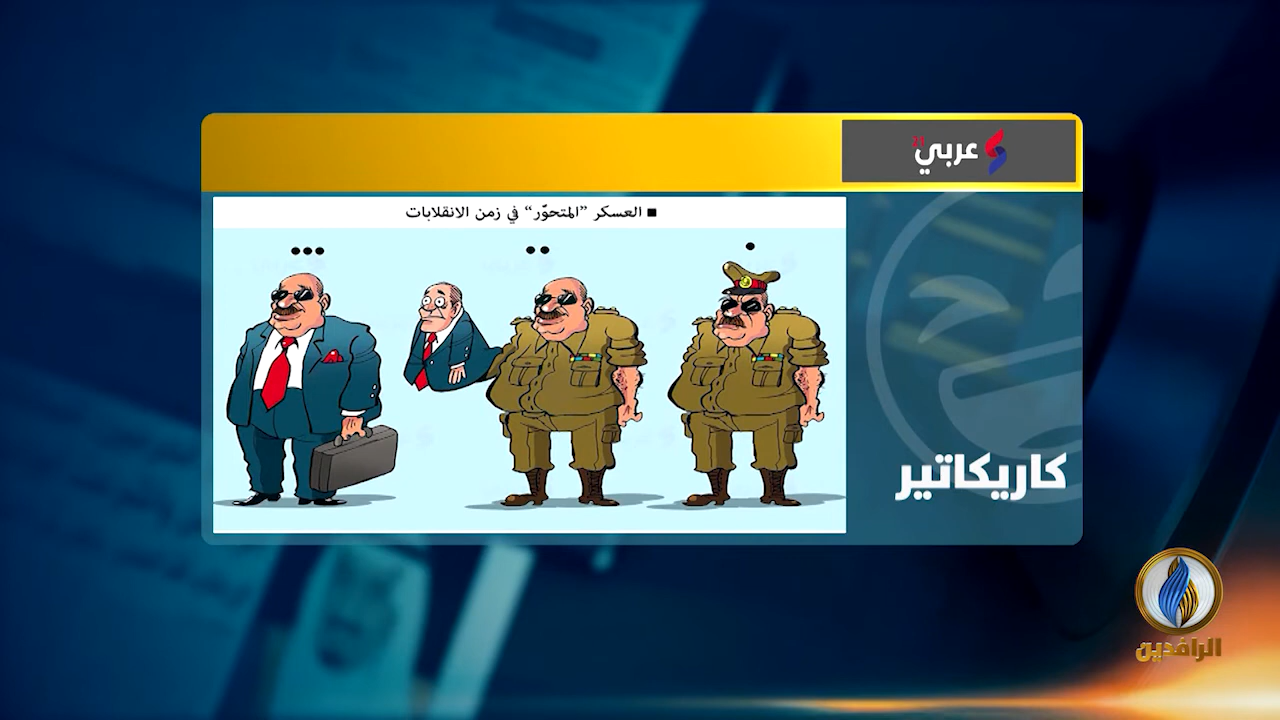 عربي21
■ العسكر “المتحوّر” في زمن الانقلابات
•
••
•••
كاريكاتير
الرافدين